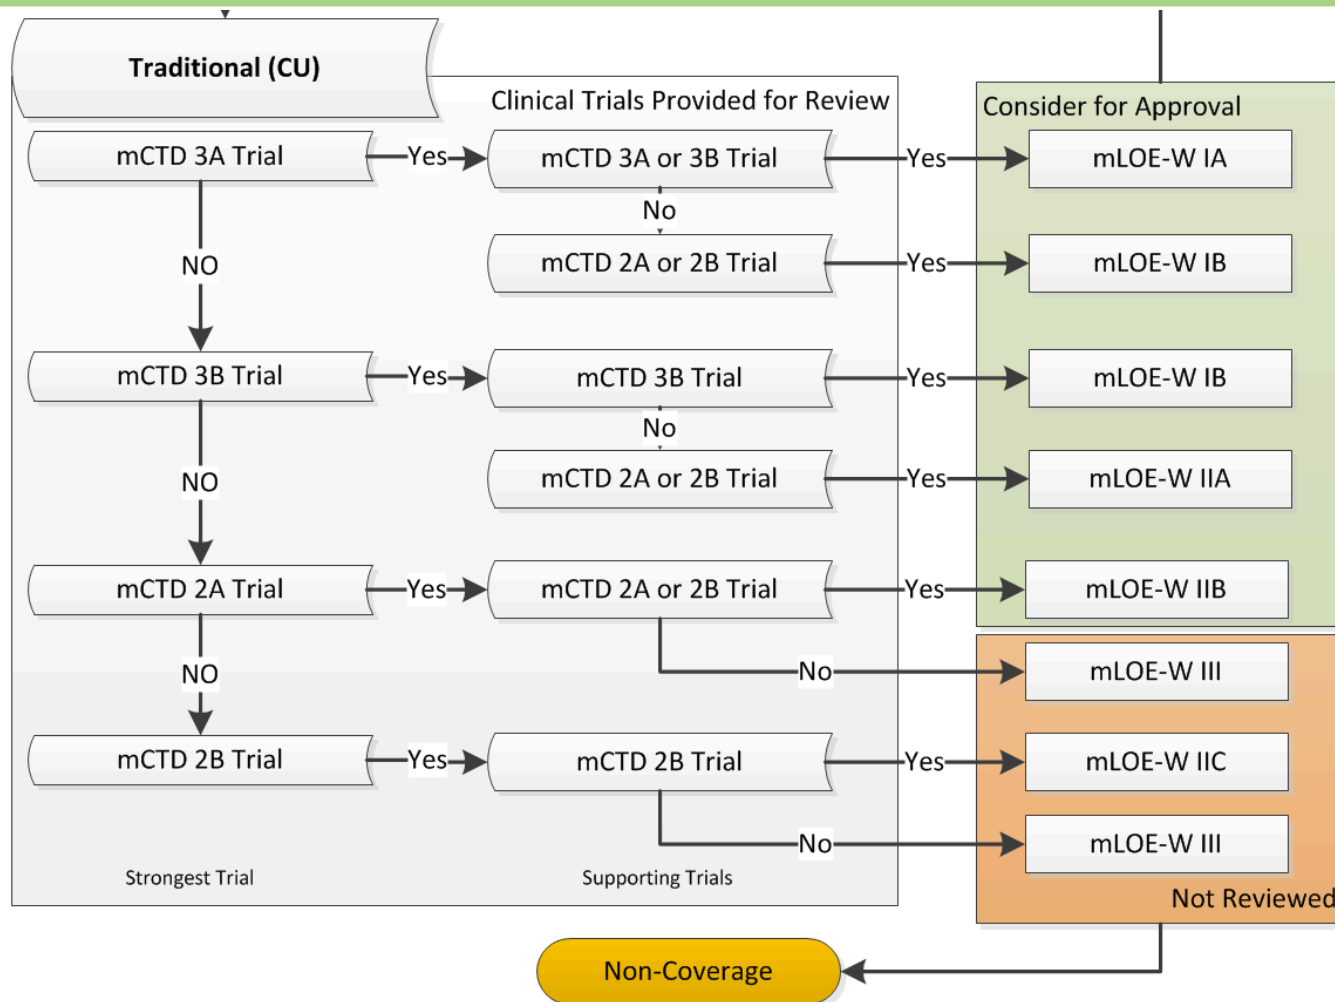 Traditional (CU)
Clinical Trials Provided for Review
Consider for Approval
mCTD 3A Trial
Yes
mCTD 3A or 3B Trial
Yes
mLOE-W IA
No
NO
mCTD 2A or 2B Trial
Yes
mLOE-W IB
mCTD 3B Trial
Yes
mCTD 3B Trial
Yes
mLOE-W IB
No
NO
mCTD 2A or 2B Trial
Yes
mLOE-W IIA
mCTD 2A Trial
Yes
mCTD 2A or 2B Trial
Yes
mLOE-W IIB
NO
No
mLOE-W III
mCTD 2B Trial
Yes
mCTD 2B Trial
Yes
mLOE-W IIC
No
mLOE-W III
Strongest Trial
Supporting Trials
Not Reviewed
Non-Coverage